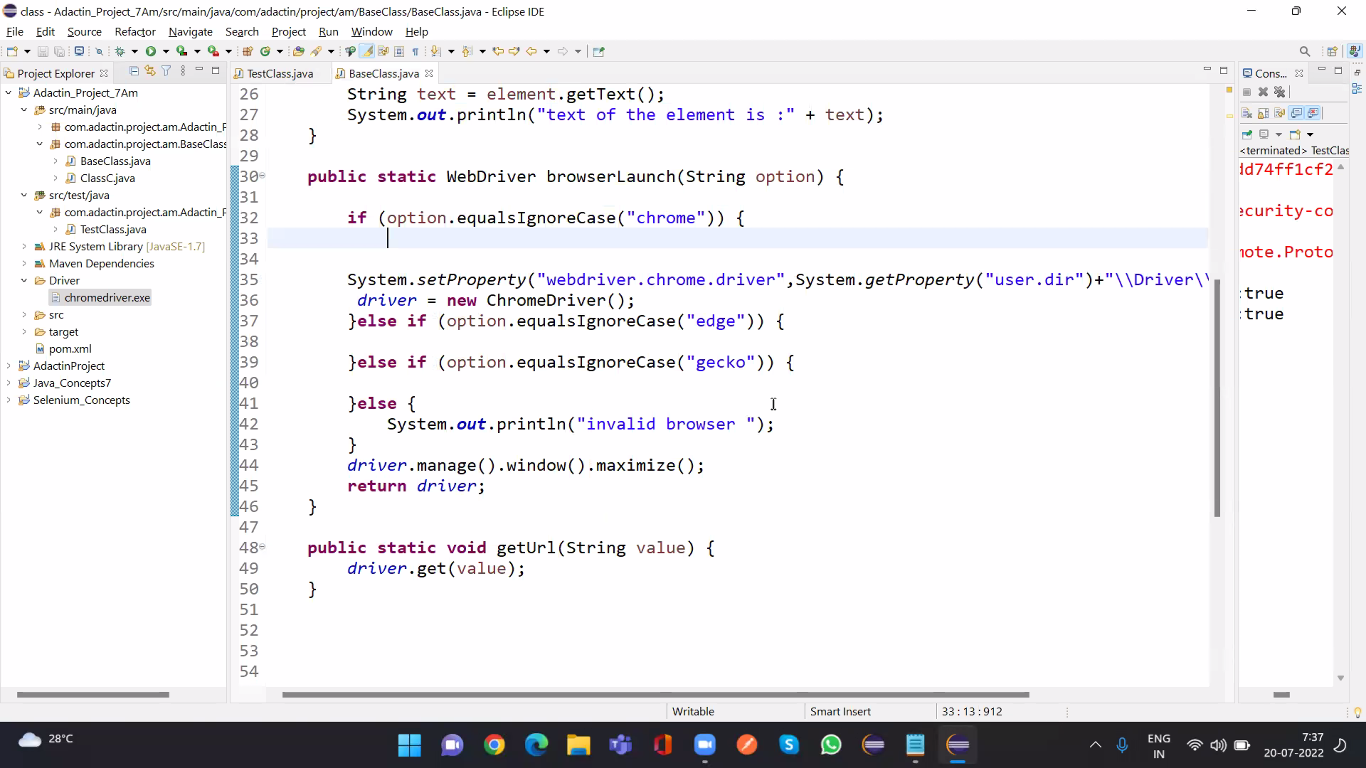 class - Adactin_Project_7Am/src/main/java/com/adactin/project/am/BaseClass/BaseClass.java - Eclipse IDE
File Edit Source Refactor Navigate Search Project Run Window Help
Project Explorer
Adactin_Project_7Am
src/main/java
com.adactin.project.am.Adactin_F
com.adactin.project.am.BaseClass
BaseClass.java
ClassC.java
src/test/java
com.adactin.project.am.Adactin_F
TestClass.java
JRE System Library [JavaSE-1.7]
Maven Dependencies
Driver
chromedriver.exe
src
target
pom.xml
AdactinProject
Java_Concepts7
Selenium_Concepts
TestClass.java BaseClass.java
26 String text = element.getText();
27 System.out.println("text of the element is :" + text);
28 }
29
30 public static WebDriver browserLaunch(String option) {
31
32 if (option.equalsIgnoreCase("chrome")) {
33
34
35 System.setProperty("webdriver.chrome.driver",System.getProperty("user.dir")+"\\Driver\\
36 driver = new ChromeDriver();
37 }else if (option.equalsIgnoreCase("edge")) {
38
39 }else if (option.equalsIgnoreCase("gecko")) {
40
41 }else {
42 System.out.println("invalid browser ");
43 }
44 driver.manage().window().maximize();
45 return driver;
46 }
47
48 public static void getUrl(String value) {
49 driver.get(value);
50 }
51
52
53
54
Cons...
<terminated> TestClas
dd74ff1cf2
ecurity-co
mote.Proto
:true
:true
Writable Smart Insert 33 : 13 : 912
28°C
ENG
IN
7:37
20-07-2022